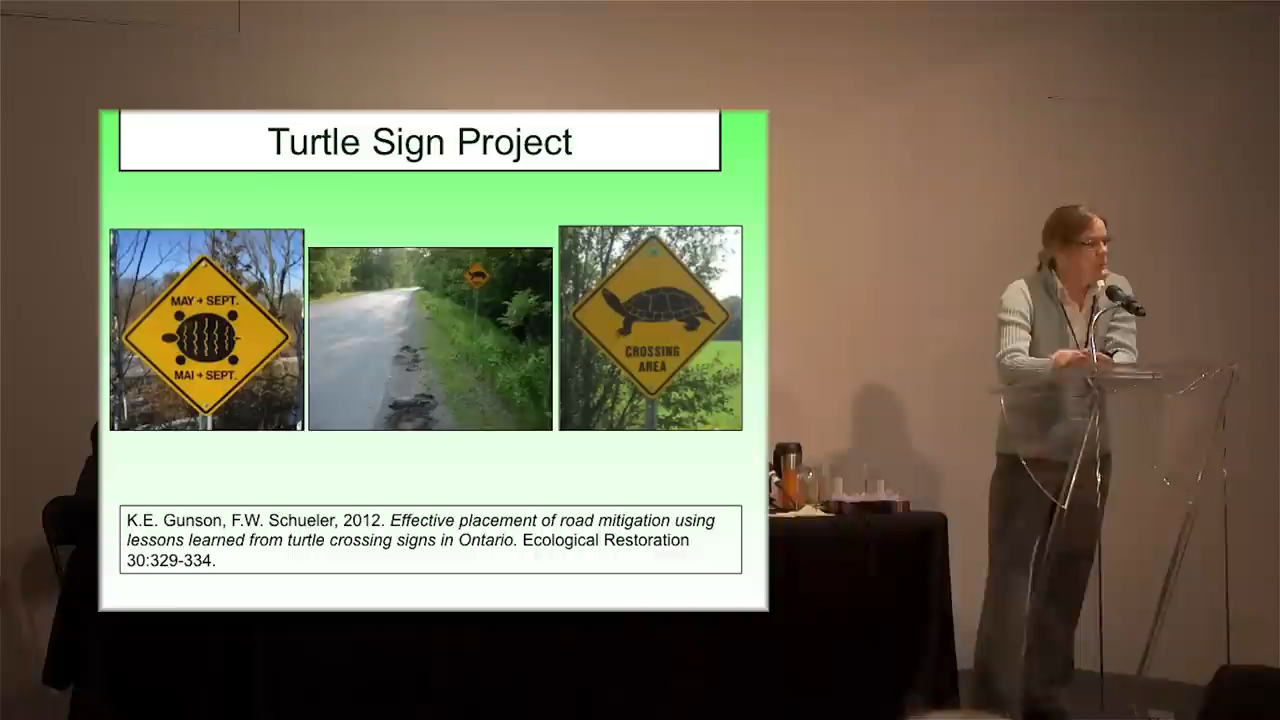 Turtle Sign Project
MAY → SEPT.
MAI → SEPT.
CROSSING
AREA
K.E. Gunson, F.W. Schueler, 2012. Effective placement of road mitigation using
lessons learned from turtle crossing signs in Ontario. Ecological Restoration
30:329-334.